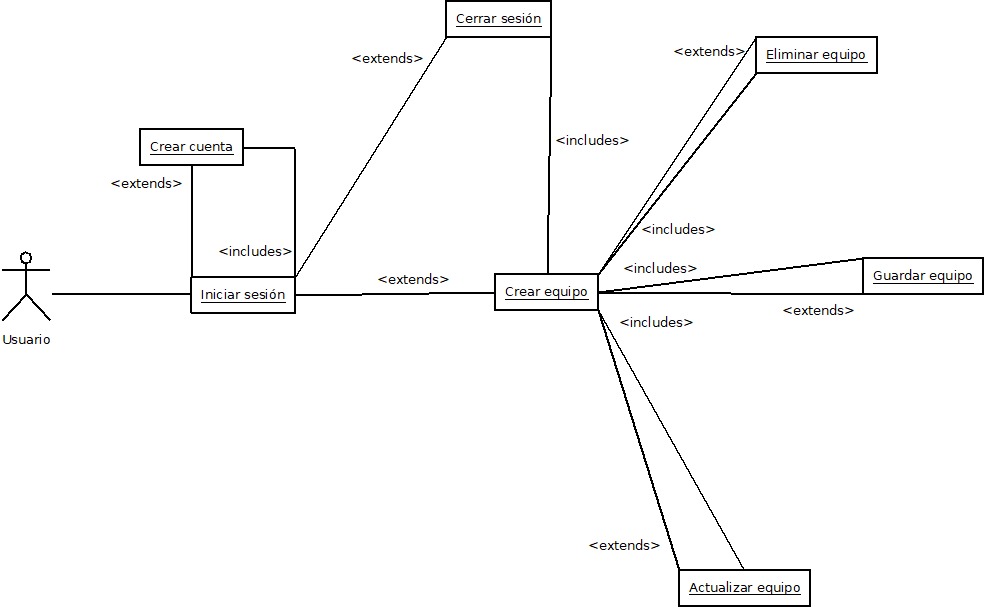 Cerrar sesión
<extends>
<extends>
Eliminar equipo
Crear cuenta
<includes>
<extends>
<includes>
<includes>
<includes>
<extends>
Guardar equipo
Iniciar sesión
Crear equipo
<extends>
<includes>
Usuario
<extends>
Actualizar equipo